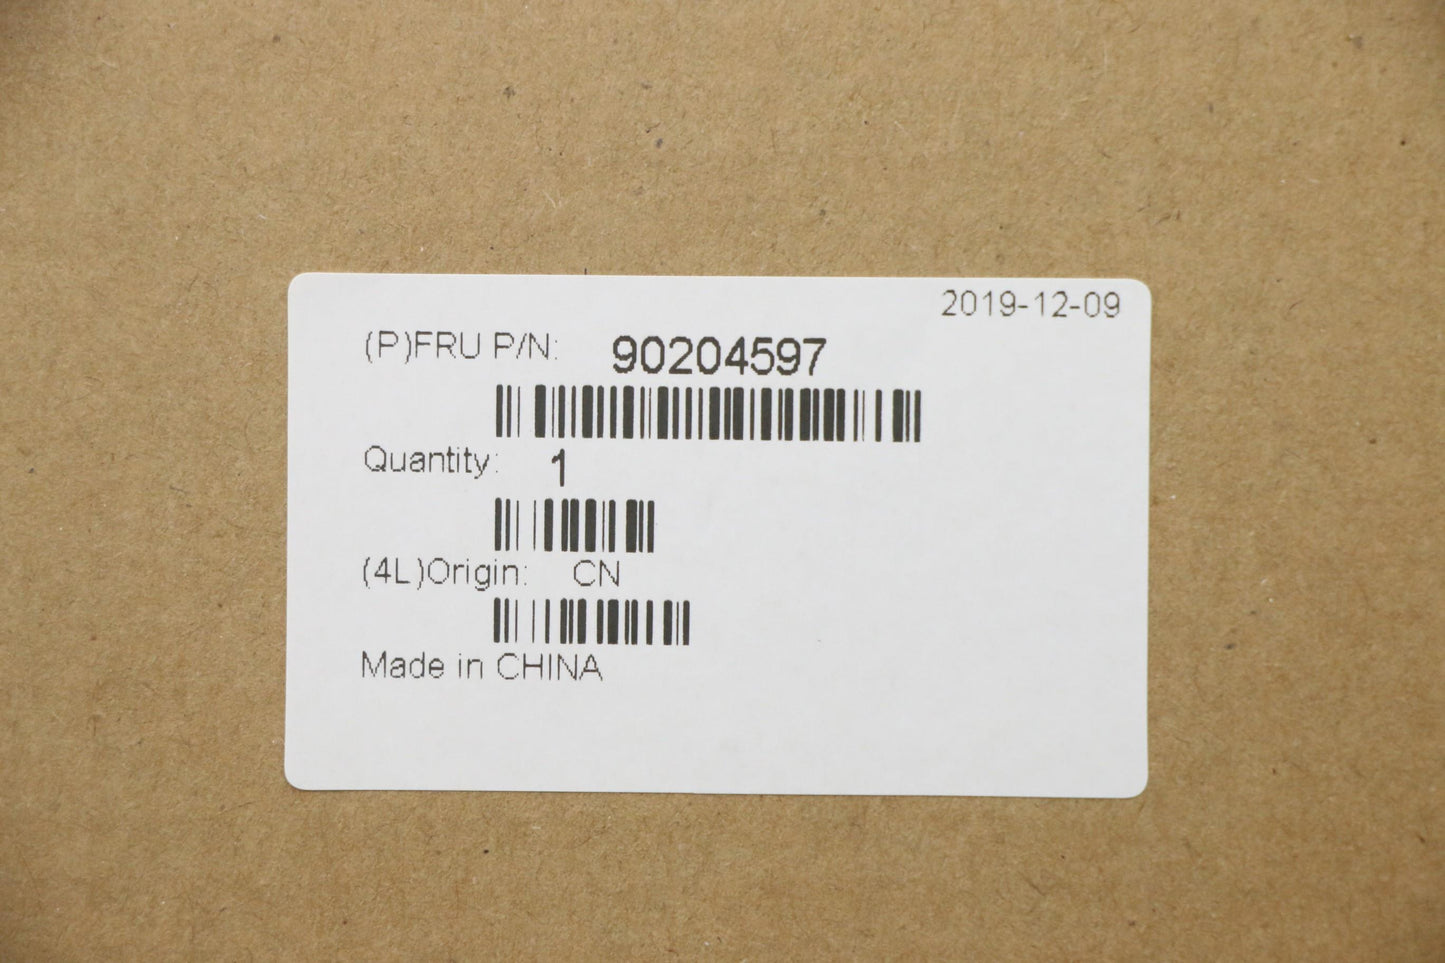 2019-12-09
(P)FRU P/N: 90204597
Quantity: 1
(4L)Origin: CN
Made in CHINA